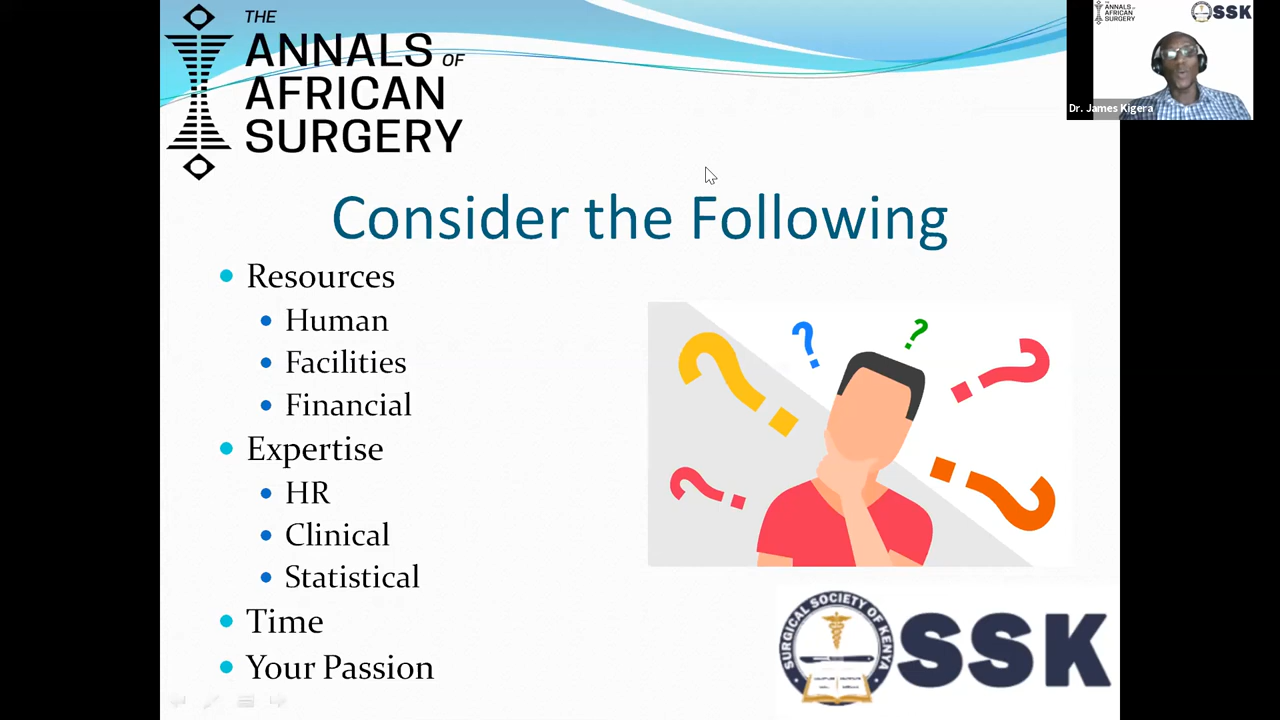 THE
ANNALS OF
AFRICAN
SURGERY
SSK
Dr. James Kigera
Consider the Following
Resources
Human
Facilities
Financial
Expertise
HR
Clinical
Statistical
Time
Your Passion
? ? ? ? ? ?
SURGICAL SOCIETY OF KENYA
SSK